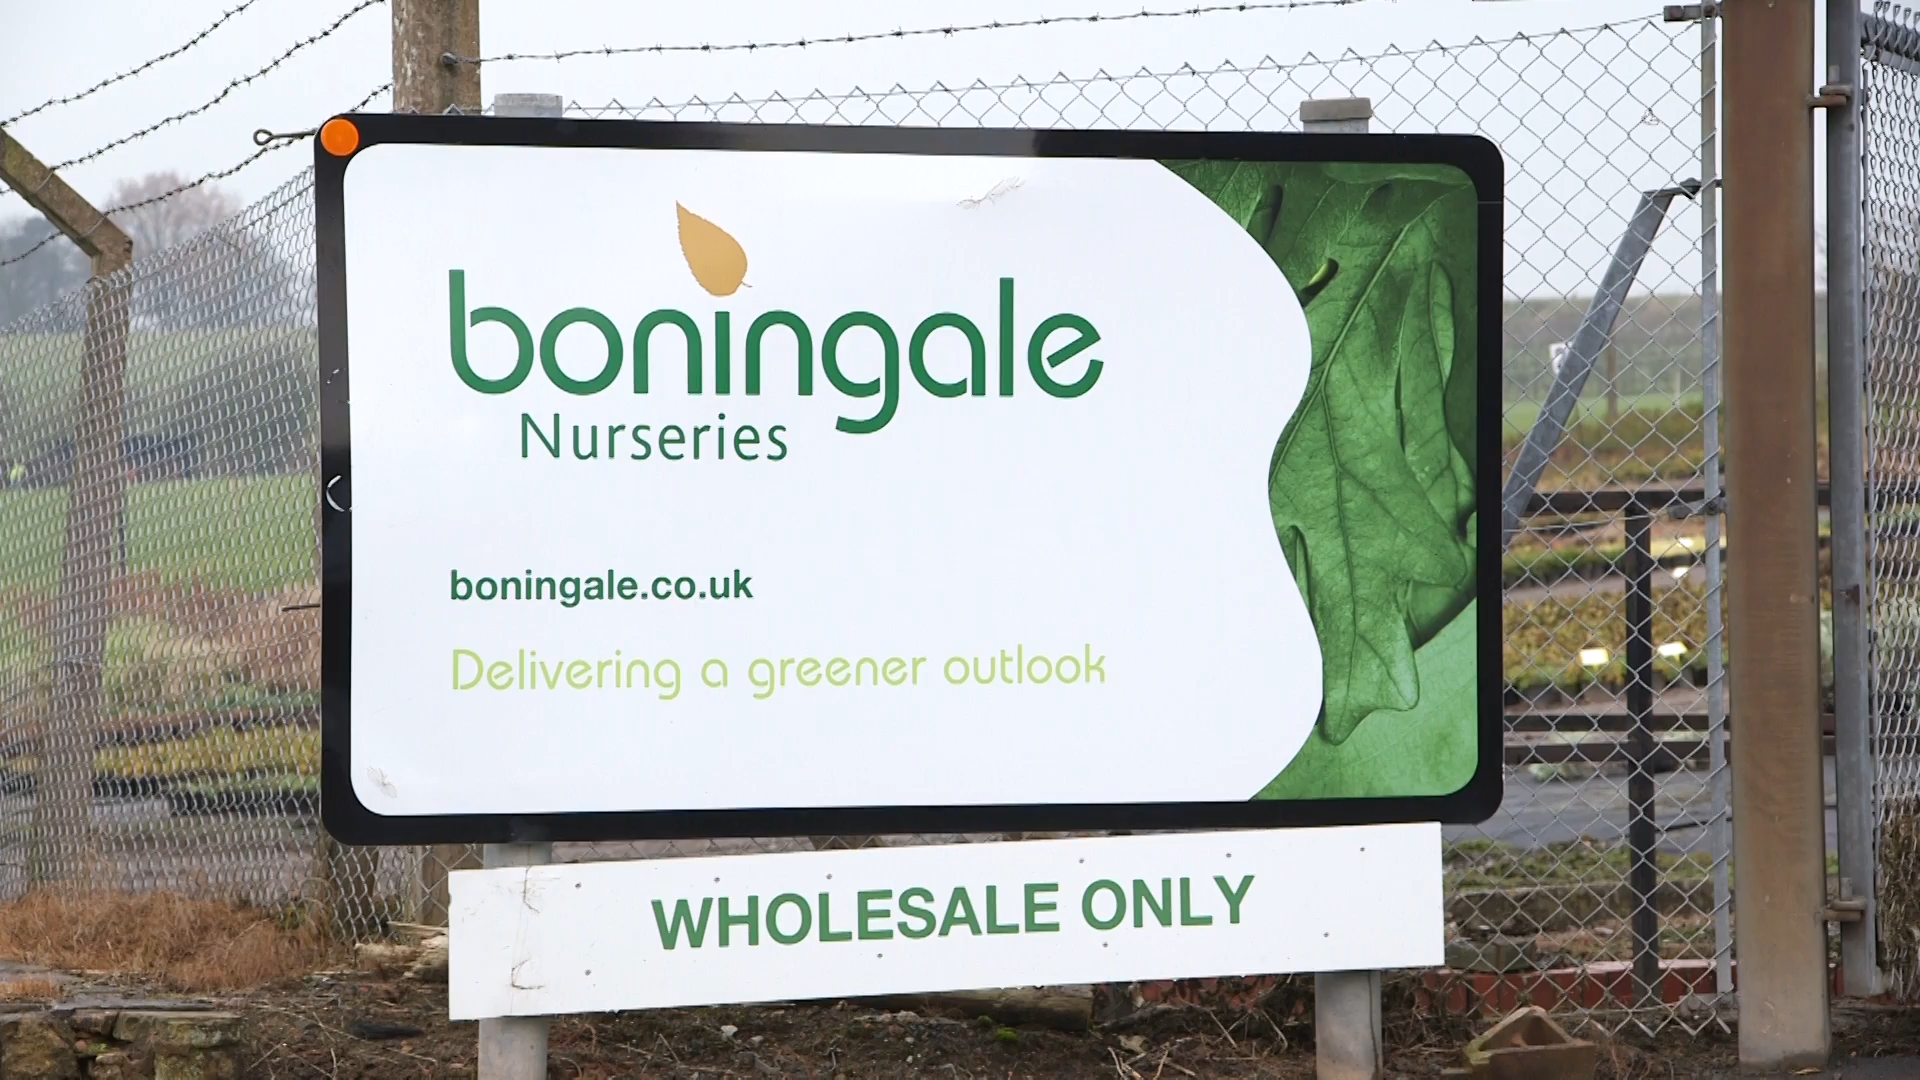 boningale
Nurseries
boningale.co.uk
Delivering a greener outlook
WHOLESALE ONLY